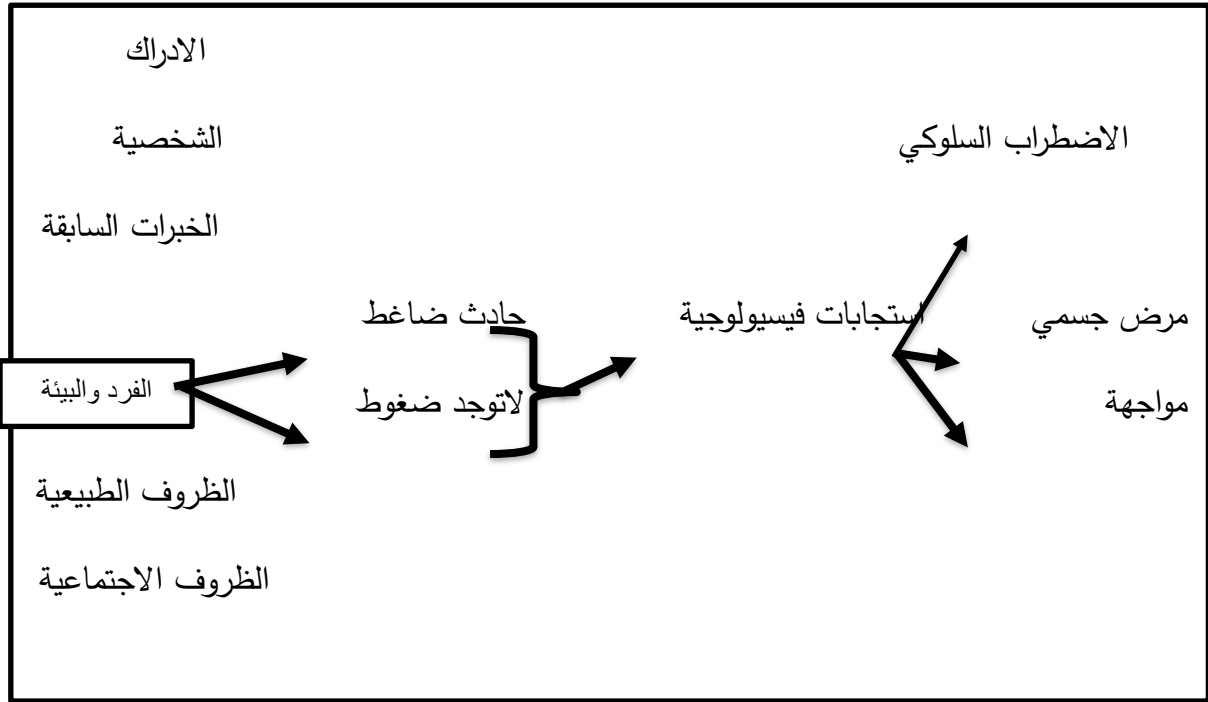 الادراك
الشخصية
الاضطراب السلوكي
الخبرات السابقة
حادث ضاغط
استجابات فيسيولوجية
مرض جسمي
الفرد والبيئة
لاتوجد ضغوط
مواجهة
الظروف الطبيعية
الظروف الاجتماعية